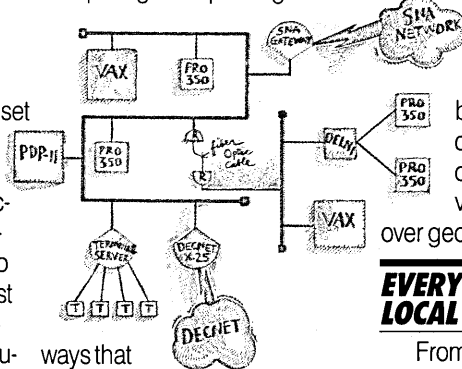 SNA
GATEWAY
SNA
NETWORK
VAX
PRO
350
set
PDP-11
PRO
350
R
fiber
Optic
cable
R
DELNI
PRO
350
PRO
350
VAX
over geo
TERMINAL
SERVER
DECNET
X.25
T T T T
DECNET
ways that
EVERY
LOCAL
From